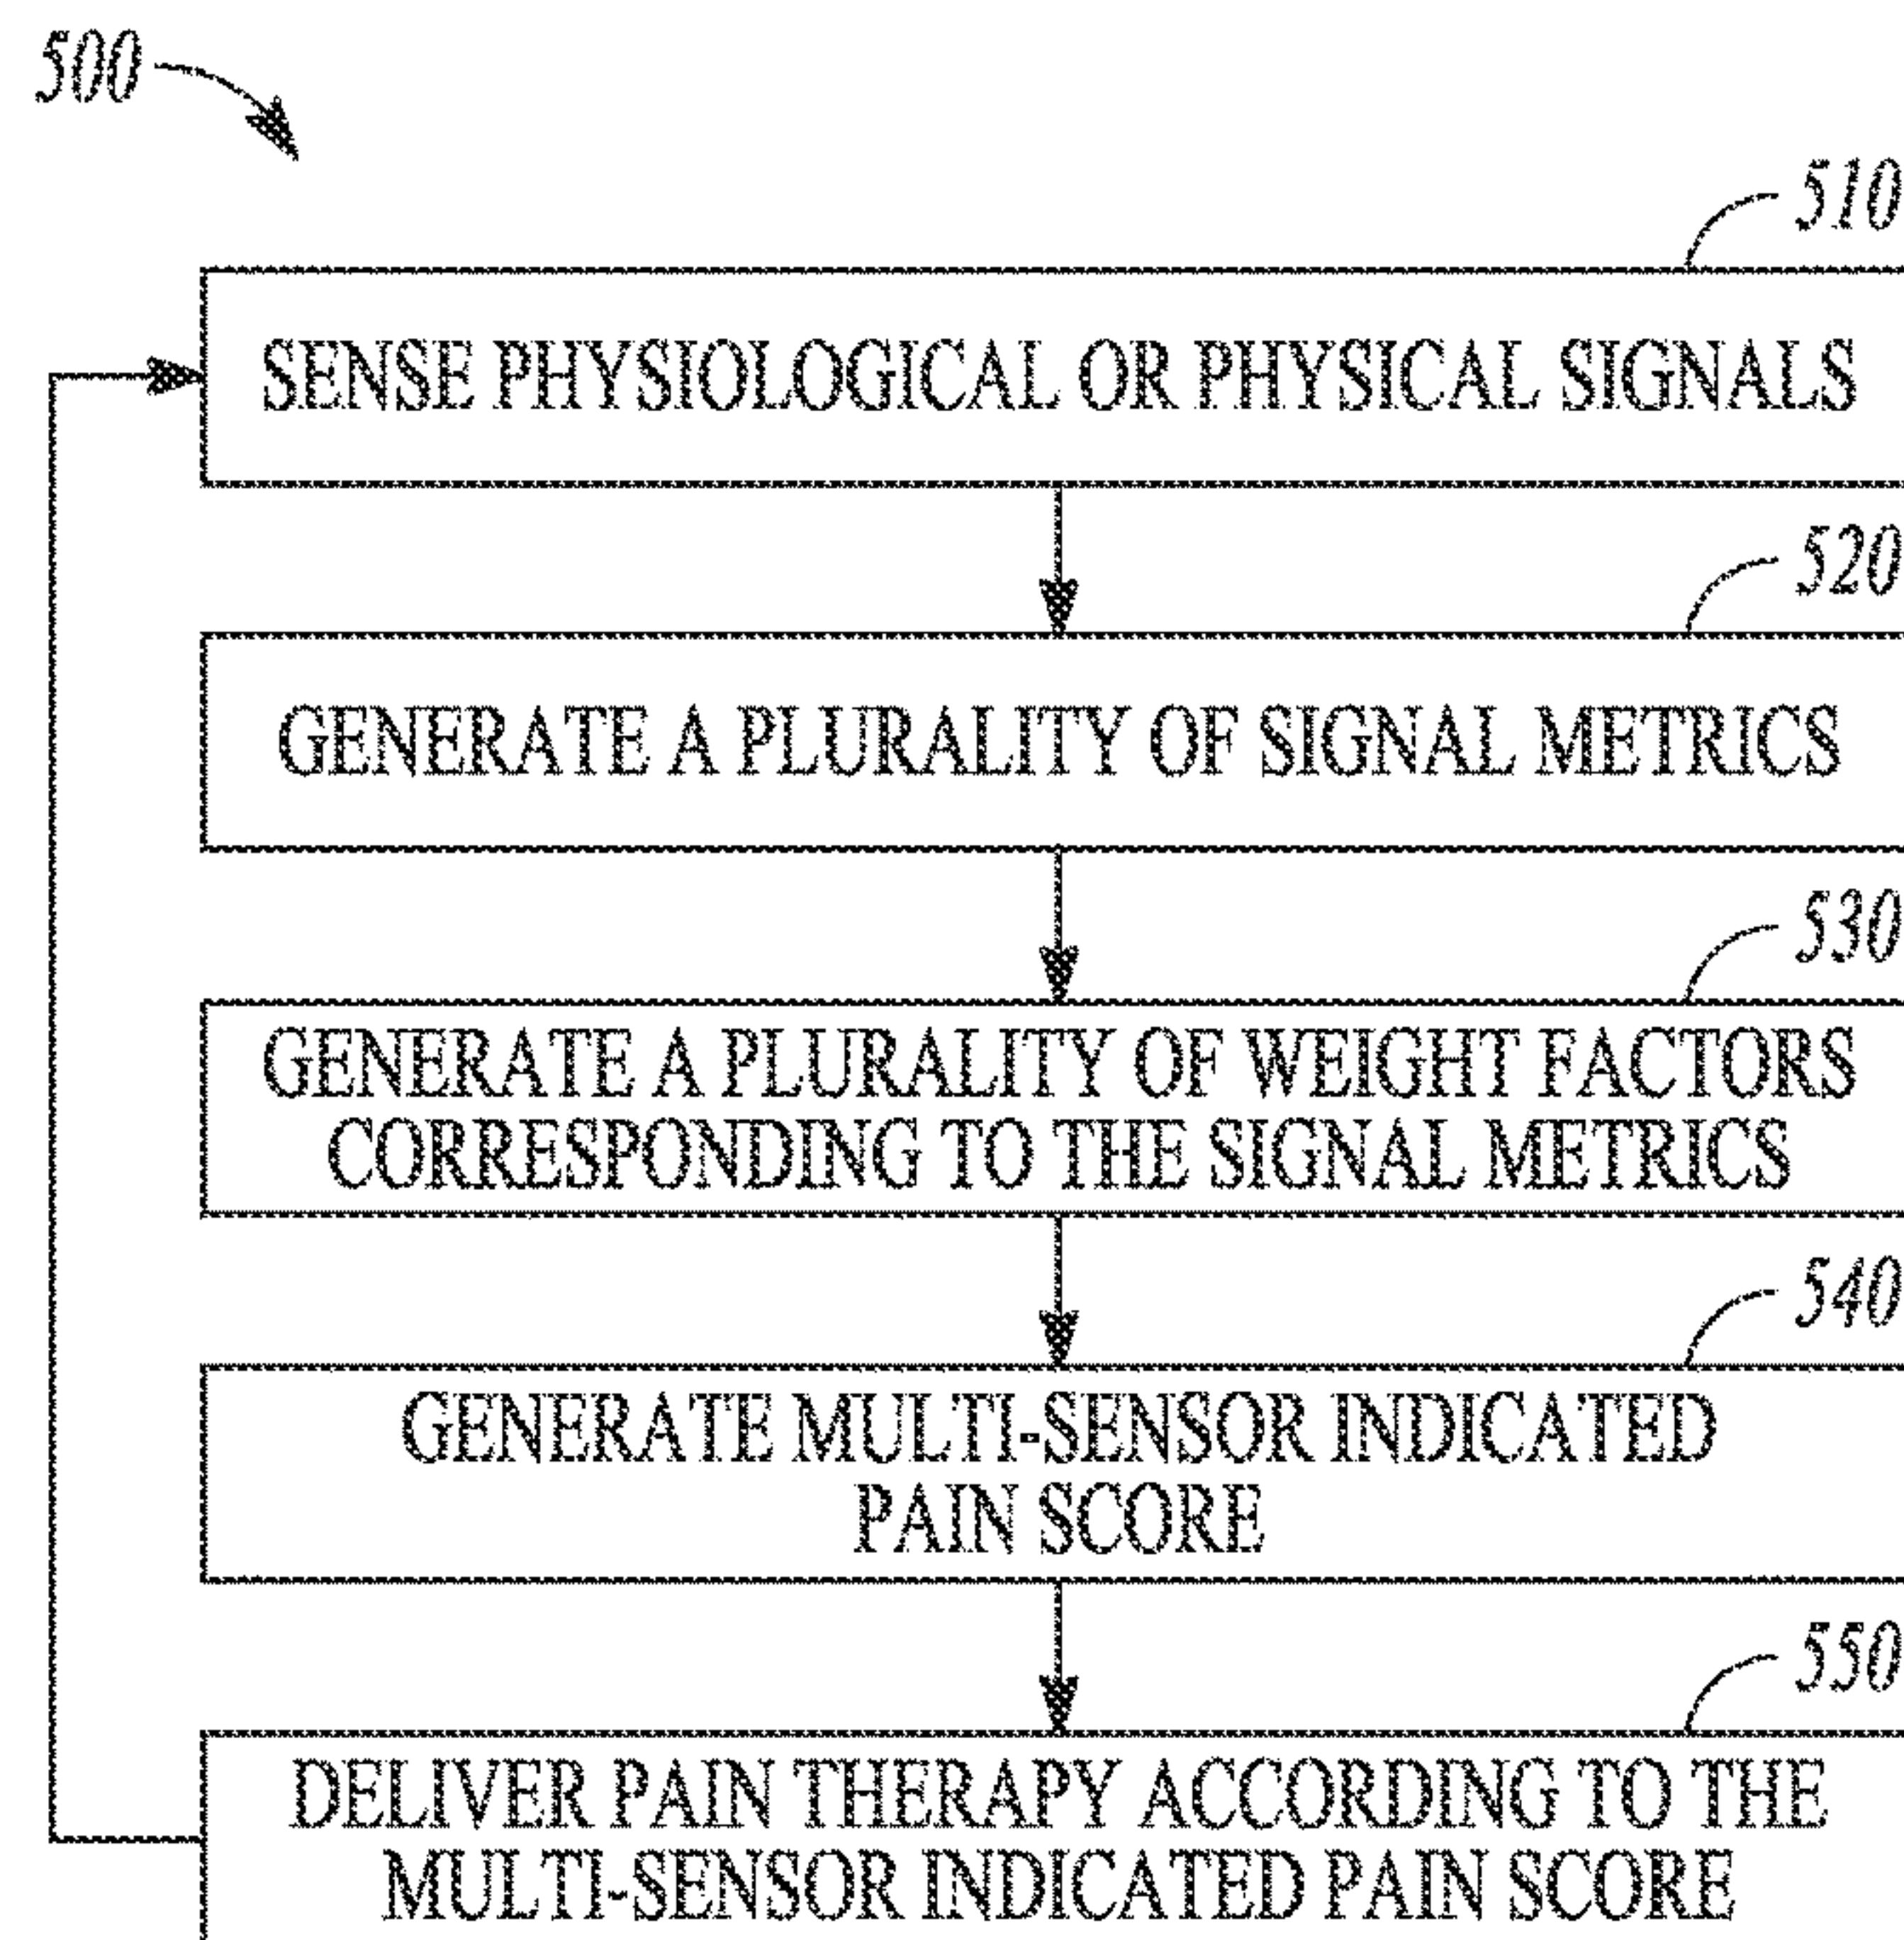 500
510
SENSE PHYSIOLOGICAL OR PHYSICAL SIGNALS
520
GENERATE A PLURALITY OF SIGNAL METRICS
530
GENERATE A PLURALITY OF WEIGHT FACTORS
CORRESPONDING TO THE SIGNAL METRICS
540
GENERATE MULTI-SENSOR INDICATED
PAIN SCORE
550
DELIVER PAIN THERAPY ACCORDING TO THE
MULTI-SENSOR INDICATED PAIN SCORE